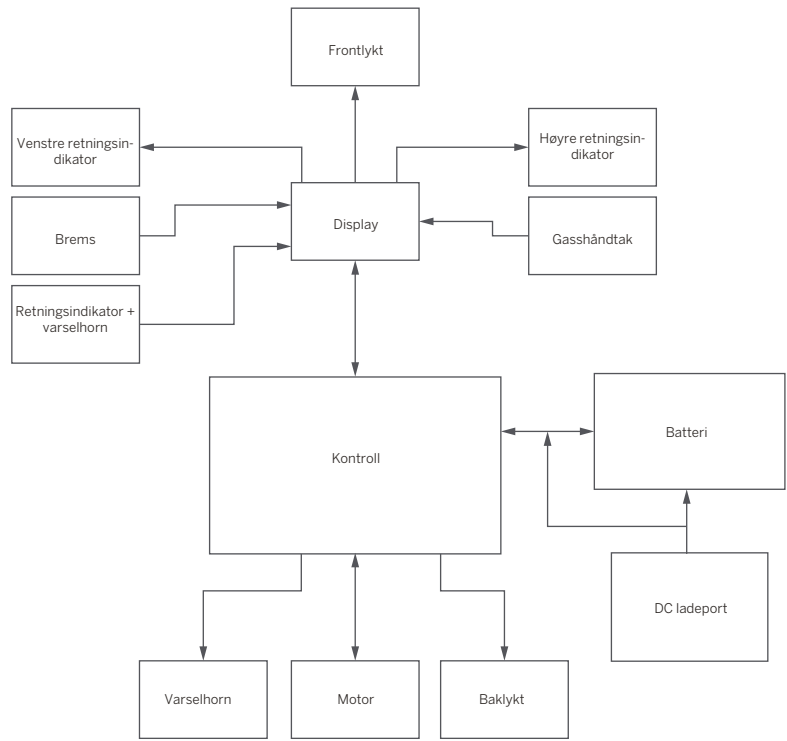 Frontlykt
Venstre retningsin-
dikator
Høyre retningsin-
dikator
Brems
Display
Gasshåndtak
Retningsindikator +
varselhorn
Kontroll
Batteri
DC ladeport
Varselhorn
Motor
Baklykt